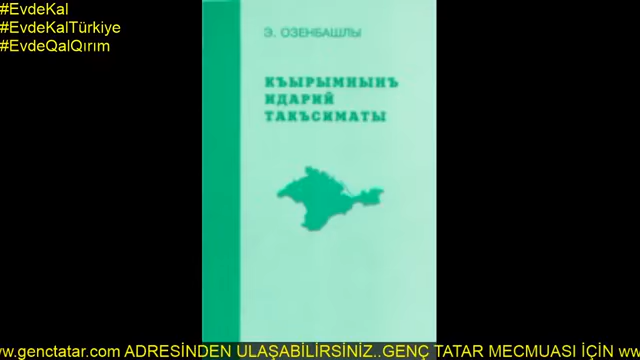 #EvdeKal
#EvdeKalTürkiye
#EvdeQalQırım
Э. ОЗЕНБАШЛЫ
КЪЫРЫМНЫНЪ
ИДАРИЙ
ТАКЪСИМАТЫ
www.genctatar.com ADRESİNDEN ULAŞABİLİRSİNİZ..GENÇ TATAR MECMUASI İÇİN ww